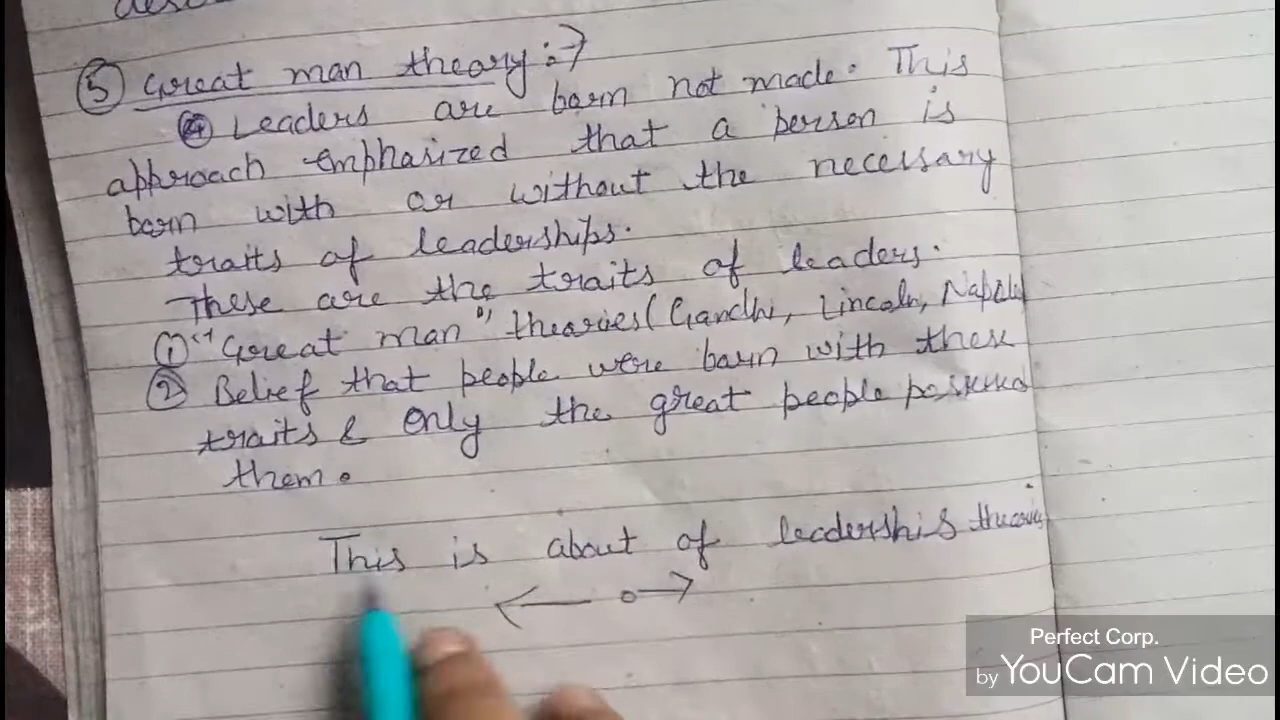 ⑤ Great man theory :→
④ Leaders are born not made. This
approach emphasized that a person is
born with or without the necessary
traits of leaderships.
These are the traits of leaders.
① "Great man", theories (Gandhi, Lincoln,
② Belief that people were born with these
traits & only the great people possessed
them.
This is about of leaderships theories
Perfect Corp.
by YouCam Video